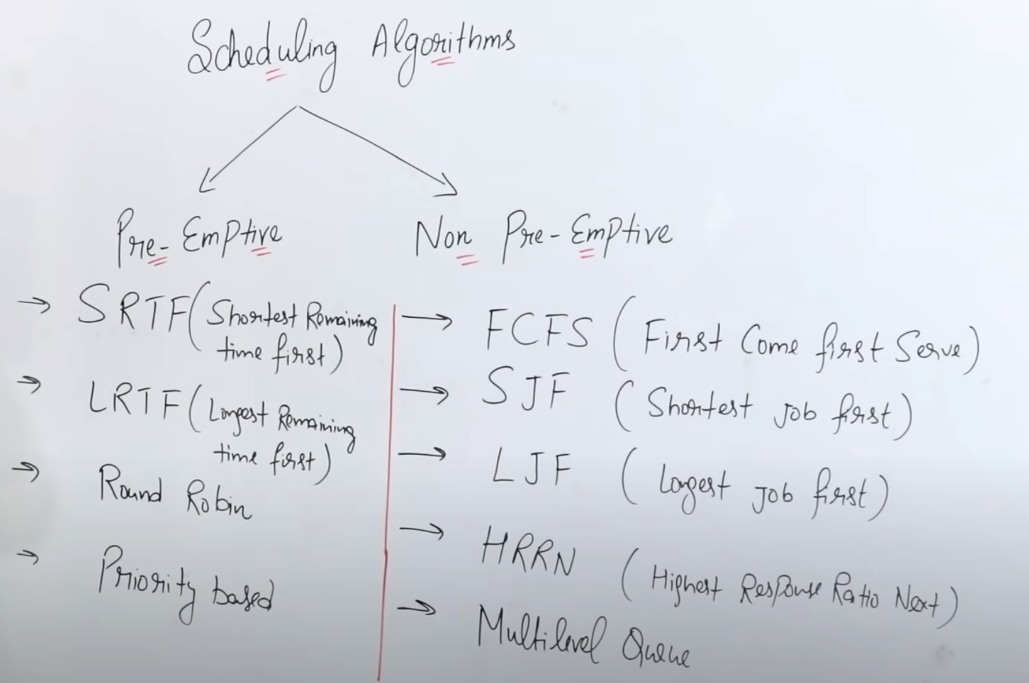 Scheduling Algorithms
Pre-Emptive
Non Pre-Emptive
→ SRTF (Shortest Remaining
time first)
→ LRTF (Longest Remaining
time first)
→ Round Robin
→ Priority based
→ FCFS (First Come first Serve)
→ SJF (Shortest Job first)
→ LJF (Longest Job first)
→ HRRN (Highest Response Ratio Next)
→ Multilevel Queue